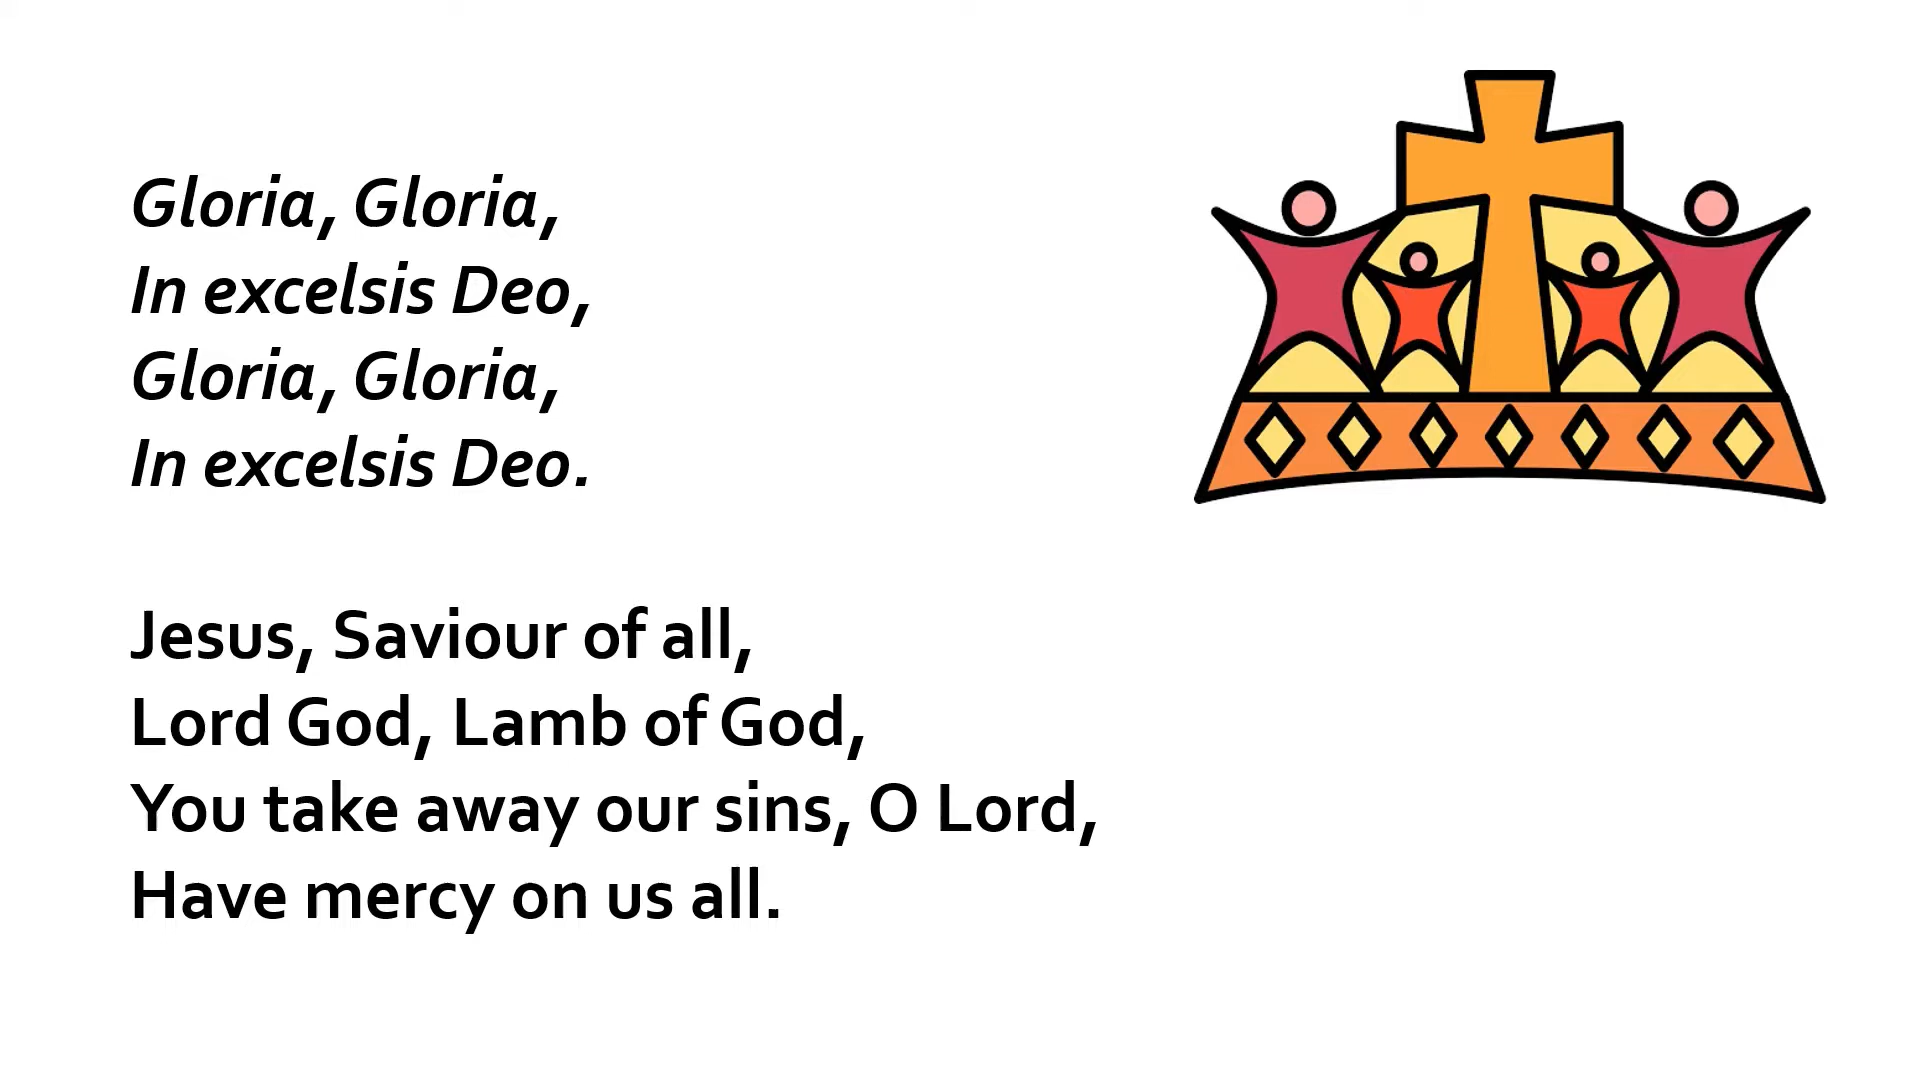 Gloria, Gloria,
In excelsis Deo,
Gloria, Gloria,
In excelsis Deo.
Jesus, Saviour of all,
Lord God, Lamb of God,
You take away our sins, O Lord,
Have mercy on us all.